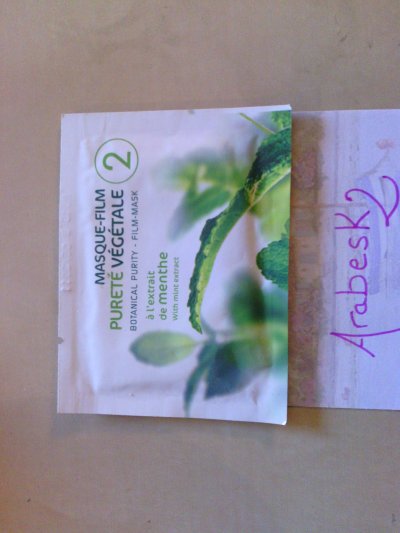 MASQUE-FILM
PURETÉ VÉGÉTALE
2
BOTANICAL PURITY - FILM-MASK
à l'extrait
de menthe
With mint extract
Arabesk2